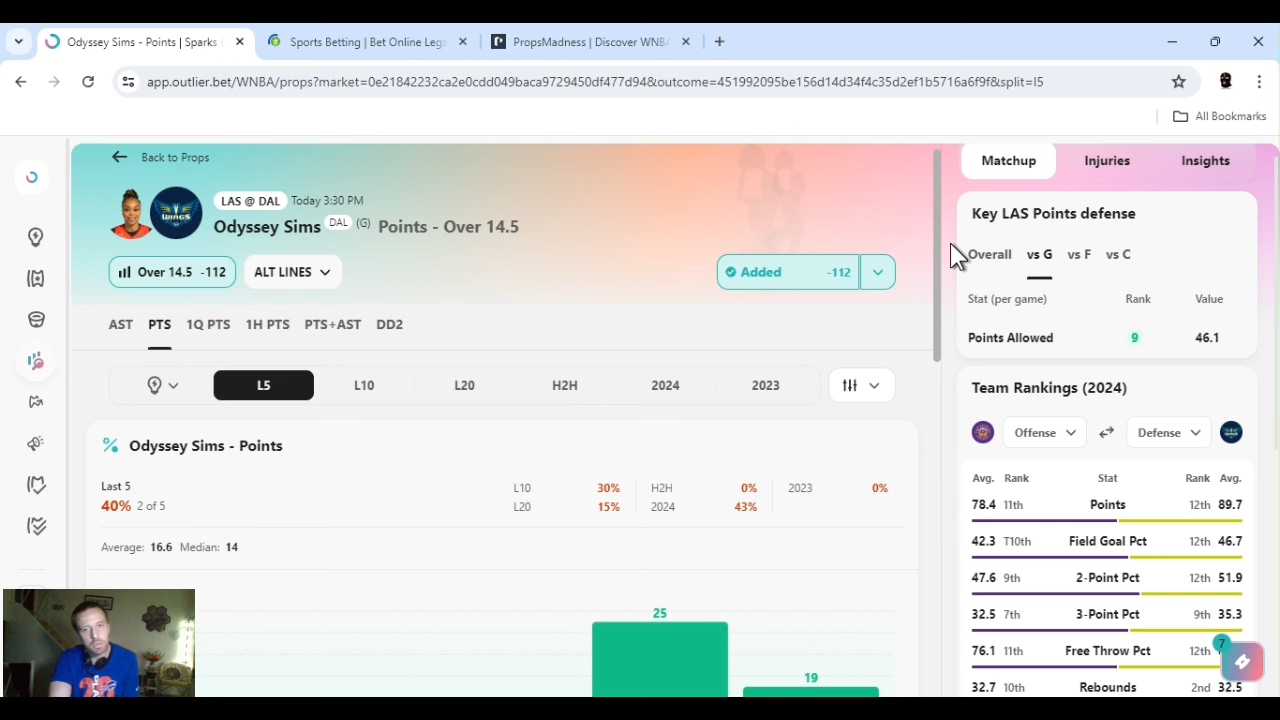 Odyssey Sims - Points | Sparks
Sports Betting | Bet Online Leg
PropsMadness | Discover WNB
app.outlier.bet/WNBA/props?market=0e21842232ca2e0cdd049baca9729450df477d94&outcome=451992095be156d14d34f4c35d2ef1b5716a6f9f&split=l5
All Bookmarks
Back to Props
LAS @ DAL Today 3:30 PM
Odyssey Sims DAL (G) Points - Over 14.5
Over 14.5 -112
ALT LINES
Added -112
AST PTS 1Q PTS 1H PTS PTS+AST DD2
L5 L10 L20 H2H 2024 2023
Odyssey Sims - Points
Last 5
40% 2 of 5
L10 30% H2H 0% 2023 0%
L20 15% 2024 43%
Average: 16.6 Median: 14
25
19
WINGS
Matchup Injuries Insights
Key LAS Points defense
Overall vs G vs F vs C
Stat (per game) Rank Value
Points Allowed 9 46.1
Team Rankings (2024)
Offense Defense
Avg. Rank Stat Rank Avg.
78.4 11th Points 12th 89.7
42.3 T10th Field Goal Pct 12th 46.7
47.6 9th 2-Point Pct 12th 51.9
32.5 7th 3-Point Pct 9th 35.3
76.1 11th Free Throw Pct 12th
32.7 10th Rebounds 2nd 32.5
7